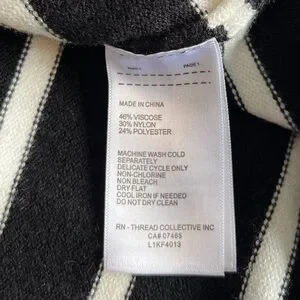 PAGE 1
MADE IN CHINA
46% VISCOSE
30% NYLON
24% POLYESTER
MACHINE WASH COLD
SEPARATELY
DELICATE CYCLE ONLY
NON-CHLORINE
NON BLEACH
DRY FLAT
COOL IRON IF NEEDED
DO NOT DRY CLEAN
RN - THREAD COLLECTIVE INC
CA# 07465
L1KF4013